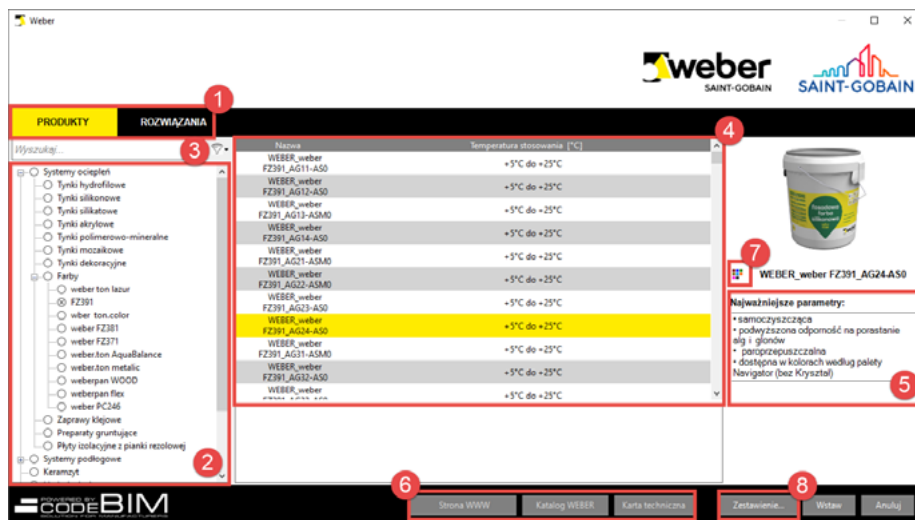 Weber
weber
SAINT-GOBAIN
SAINT-GOBAIN
1
PRODUKTY
ROZWIĄZANIA
Wyszukaj...
3
4
Nazwa
Temperatura stosowania [°C]
WEBER_weber
FZ391_AG11-AS0
+5°C do +25°C
WEBER_weber
FZ391_AG12-AS0
+5°C do +25°C
WEBER_weber
FZ391_AG13-ASM0
+5°C do +25°C
WEBER_weber
FZ391_AG14-AS0
+5°C do +25°C
WEBER_weber
FZ391_AG21-ASM0
+5°C do +25°C
WEBER_weber
FZ391_AG22-ASM0
+5°C do +25°C
WEBER_weber
FZ391_AG23-AS0
+5°C do +25°C
WEBER_weber
FZ391_AG24-AS0
+5°C do +25°C
WEBER_weber
FZ391_AG31-ASM0
+5°C do +25°C
WEBER_weber
FZ391_AG32-AS0
+5°C do +25°C
WEBER_weber
+5°C do +25°C
Systemy ociepleń
Tynki hydrofilowe
Tynki silikonowe
Tynki silikatowe
Tynki akrylowe
Tynki polimerowo-mineralne
Tynki mozaikowe
Tynki dekoracyjne
Farby
weber ton lazur
FZ391
wber ton.color
weber FZ381
weber FZ371
weber.ton AquaBalance
weber.ton metalic
weberpan WOOD
weberpan flex
weber PC246
Zaprawy klejowe
Preparaty gruntujące
Płyty izolacyjne z pianki rezolowej
Systemy podłogowe
Keramzyt
2
7
WEBER_weber FZ391_AG24-AS0
Najważniejsze parametry:
• samoczyszcząca
• podwyższona odporność na porastanie
alg i glonów
• paroprzepuszczalna
• dostępna w kolorach według palety
Navigator (bez Kryształ)
5
POWERED BY
CODEBIM
SOLUTION FOR MANUFACTURERS
6
Strona WWW
Katalog WEBER
Karta techniczna
8
Zestawienie...
Wstaw
Anuluj